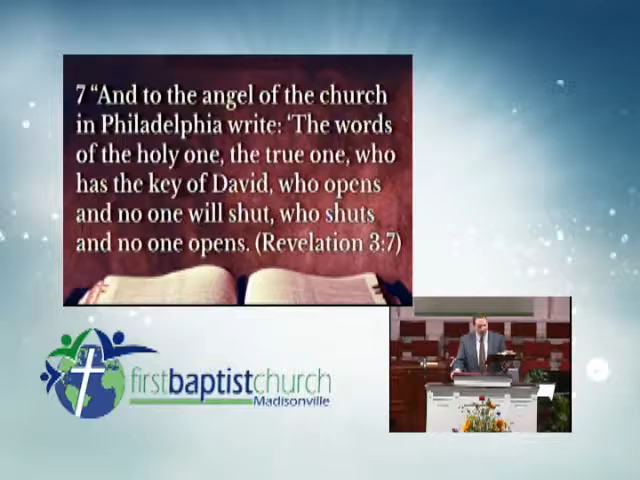 7 “And to the angel of the church
in Philadelphia write: ‘The words
of the holy one, the true one, who
has the key of David, who opens
and no one will shut, who shuts
and no one opens. (Revelation 3:7)
firstbaptistchurch
Madisonville